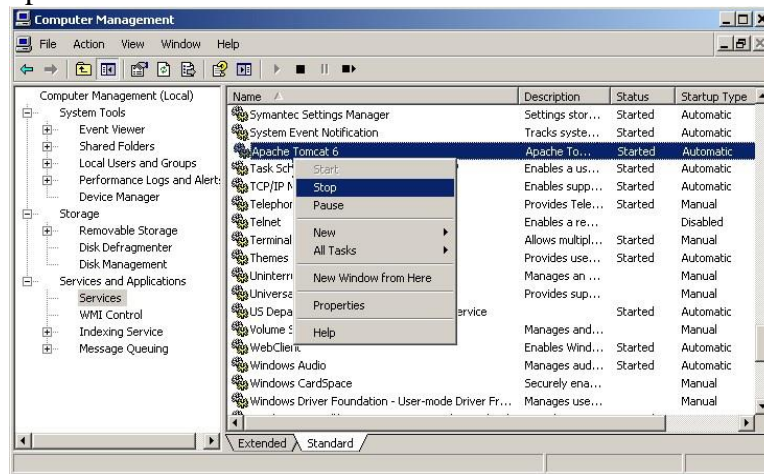 Computer Management
File Action View Window Help
Computer Management (Local)
System Tools
Event Viewer
Shared Folders
Local Users and Groups
Performance Logs and Alert
Device Manager
Storage
Removable Storage
Disk Defragmenter
Disk Management
Services and Applications
Services
WMI Control
Indexing Service
Message Queuing
Name Description Status Startup Type
Symantec Settings Manager Settings stor... Started Automatic
System Event Notification Tracks syste... Started Automatic
Apache Tomcat 6 Apache To... Started Automatic
Task Sch Enables a us... Started Automatic
TCP/IP N Enables supp... Started Automatic
Telephon Provides Tele... Started Manual
Telnet Enables a re... Disabled
Terminal Allows multipl... Started Manual
Themes Provides use... Started Automatic
Uninterru Manages an ... Manual
Universa Provides sup... Manual
US Depa ervice Started Automatic
Volume S Manages and... Manual
WebClient Enables Wind... Started Automatic
Windows Audio Manages aud... Started Automatic
Windows CardSpace Securely ena... Manual
Windows Driver Foundation - User-mode Driver Fr... Manages use... Manual
Start
Stop
Pause
New
All Tasks
New Window from Here
Properties
Help
Extended Standard